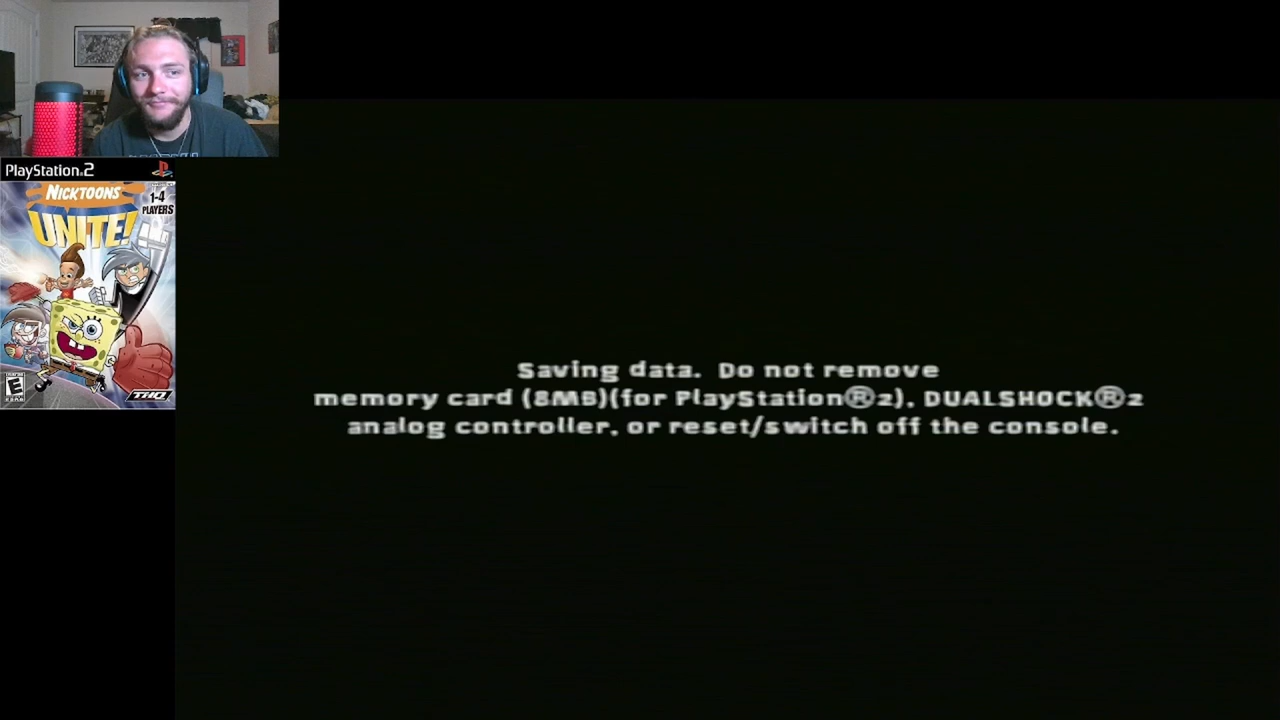 PlayStation®2
NICKTOONS
UNITE!
1-4
PLAYERS
E
THQ
Saving data. Do not remove
memory card (8MB)(for PlayStation®2), DUALSHOCK®2
analog controller, or reset/switch off the console.